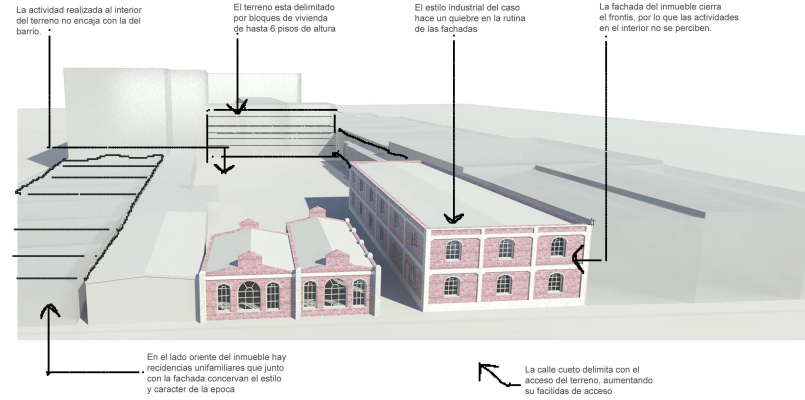 La actividad realizada al interior
del terreno no encaja con la del
barrio.
El terreno esta delimitado
por bloques de vivienda
de hasta 6 pisos de altura
El estilo industrial del caso
hace un quiebre en la rutina
de las fachadas
La fachada del inmueble cierra
el frontis, por lo que las actividades
en el interior no se perciben.
En el lado oriente del inmueble hay
recidencias unifamiliares que junto
con la fachada concervan el estilo
y caracter de la epoca
La calle cueto delimita con el
acceso del terreno, aumentando
su facilidas de acceso